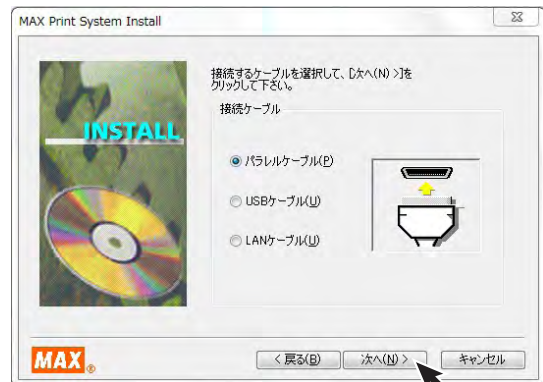 MAX Print System Install
INSTALL
接続するケーブルを選択して、[次へ(N) >]を
クリックして下さい。
接続ケーブル
パラレルケーブル(P)
USBケーブル(U)
LANケーブル(U)
MAX®
< 戻る(B)
次へ(N) >
キャンセル